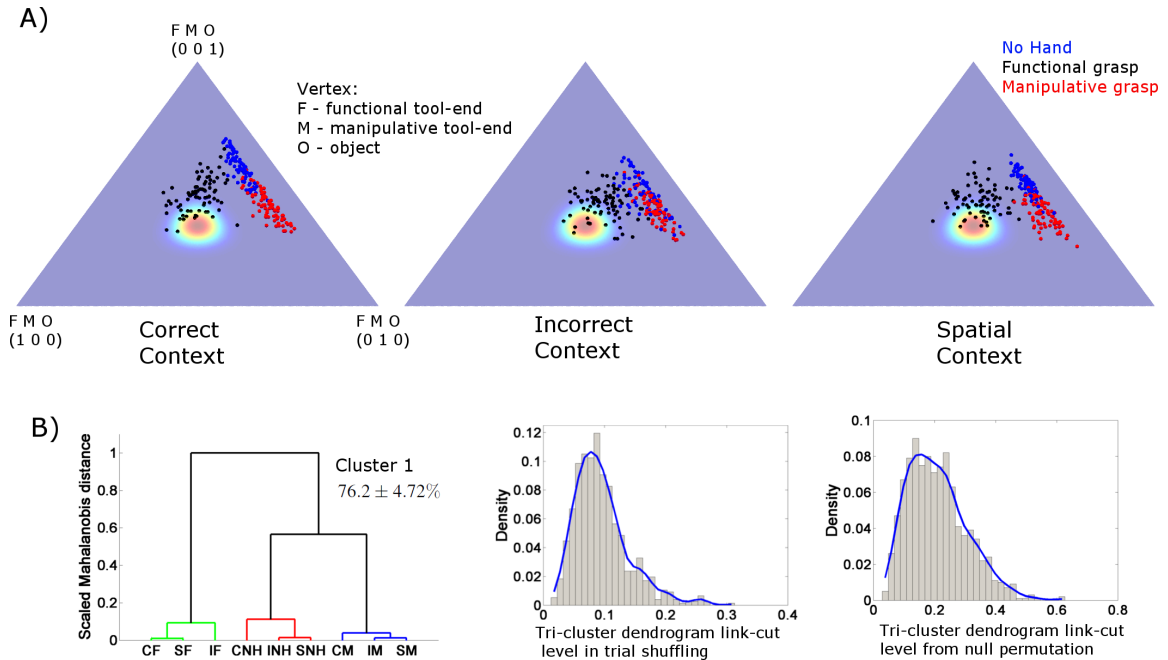 A)
F M O
(0 0 1)
Vertex:
F - functional tool-end
M - manipulative tool-end
O - object
No Hand
Functional grasp
Manipulative grasp
F M O
(1 0 0)
Correct
Context
F M O
(0 1 0)
Incorrect
Context
Spatial
Context
B)
Scaled Mahalanobis distance
1
0.8
0.6
0.4
0.2
0
Cluster 1
76.2 ± 4.72%
CF SF IF CNH INH SNH CM IM SM
Density
0.12
0.1
0.08
0.06
0.04
0.02
0
0.1 0.2 0.3 0.4
Tri-cluster dendrogram link-cut
level in trial shuffling
Density
0.1
0.08
0.06
0.04
0.02
0
0 0.2 0.4 0.6 0.8
Tri-cluster dendrogram link-cut
level from null permutation